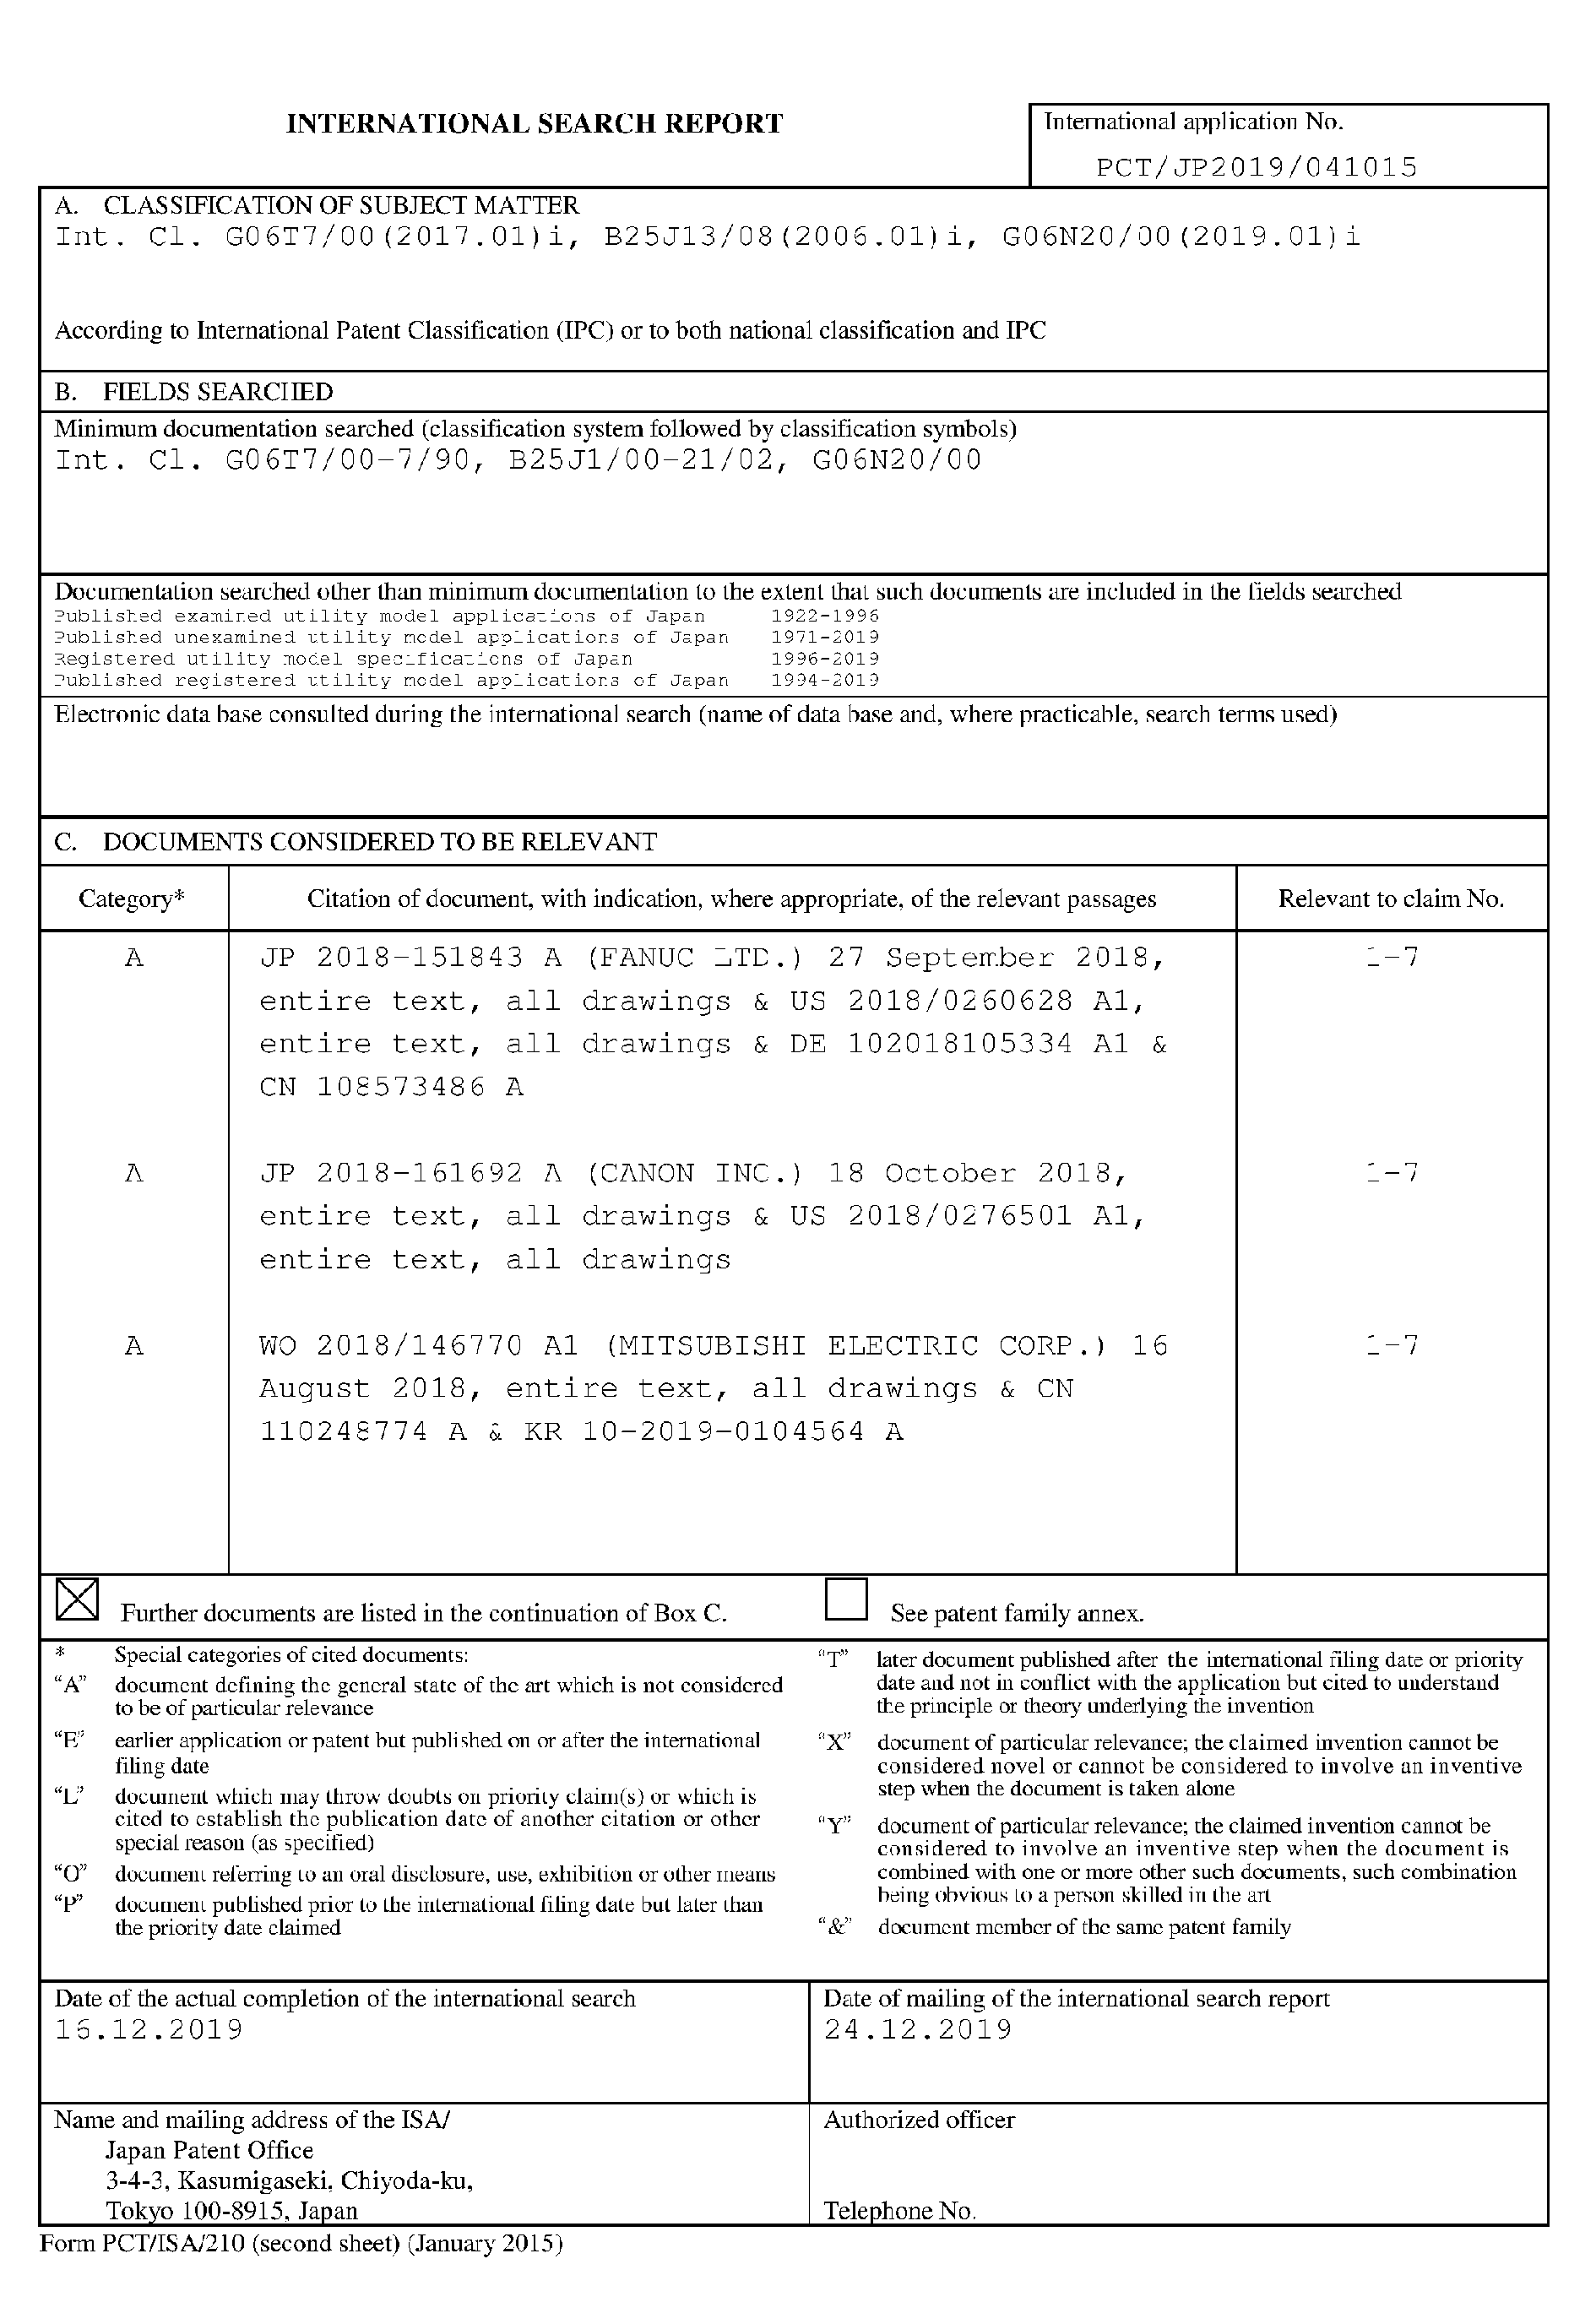 INTERNATIONAL SEARCH REPORT
International application No.
PCT/JP2019/041015
A. CLASSIFICATION OF SUBJECT MATTER
Int. Cl. G06T7/00(2017.01)i, B25J13/08(2006.01)i, G06N20/00(2019.01)i
According to International Patent Classification (IPC) or to both national classification and IPC
B. FIELDS SEARCHED
Minimum documentation searched (classification system followed by classification symbols)
Int. Cl. G06T7/00-7/90, B25J1/00-21/02, G06N20/00
Documentation searched other than minimum documentation to the extent that such documents are included in the fields searched
Published examined utility model applications of Japan 1922-1996
Published unexamined utility model applications of Japan 1971-2019
Registered utility model specifications of Japan 1996-2019
Published registered utility model applications of Japan 1994-2019
Electronic data base consulted during the international search (name of data base and, where practicable, search terms used)
C. DOCUMENTS CONSIDERED TO BE RELEVANT
Category* Citation of document, with indication, where appropriate, of the relevant passages Relevant to claim No.
A JP 2018-151843 A (FANUC LTD.) 27 September 2018, 1-7
entire text, all drawings & US 2018/0260628 A1,
entire text, all drawings & DE 102018105334 A1 &
CN 108573486 A
A JP 2018-161692 A (CANON INC.) 18 October 2018, 1-7
entire text, all drawings & US 2018/0276501 A1,
entire text, all drawings
A WO 2018/146770 A1 (MITSUBISHI ELECTRIC CORP.) 16 1-7
August 2018, entire text, all drawings & CN
110248774 A & KR 10-2019-0104564 A
Further documents are listed in the continuation of Box C.
See patent family annex.
* Special categories of cited documents:
“A” document defining the general state of the art which is not considered
to be of particular relevance
“E” earlier application or patent but published on or after the international
filing date
“L” document which may throw doubts on priority claim(s) or which is
cited to establish the publication date of another citation or other
special reason (as specified)
“O” document referring to an oral disclosure, use, exhibition or other means
“P” document published prior to the international filing date but later than
the priority date claimed
“T” later document published after the international filing date or priority
date and not in conflict with the application but cited to understand
the principle or theory underlying the invention
“X” document of particular relevance; the claimed invention cannot be
considered novel or cannot be considered to involve an inventive
step when the document is taken alone
“Y” document of particular relevance; the claimed invention cannot be
considered to involve an inventive step when the document is
combined with one or more other such documents, such combination
being obvious to a person skilled in the art
“&” document member of the same patent family
Date of the actual completion of the international search
16.12.2019
Date of mailing of the international search report
24.12.2019
Name and mailing address of the ISA/
Japan Patent Office
3-4-3, Kasumigaseki, Chiyoda-ku,
Tokyo 100-8915, Japan
Authorized officer
Telephone No.
Form PCT/ISA/210 (second sheet) (January 2015)